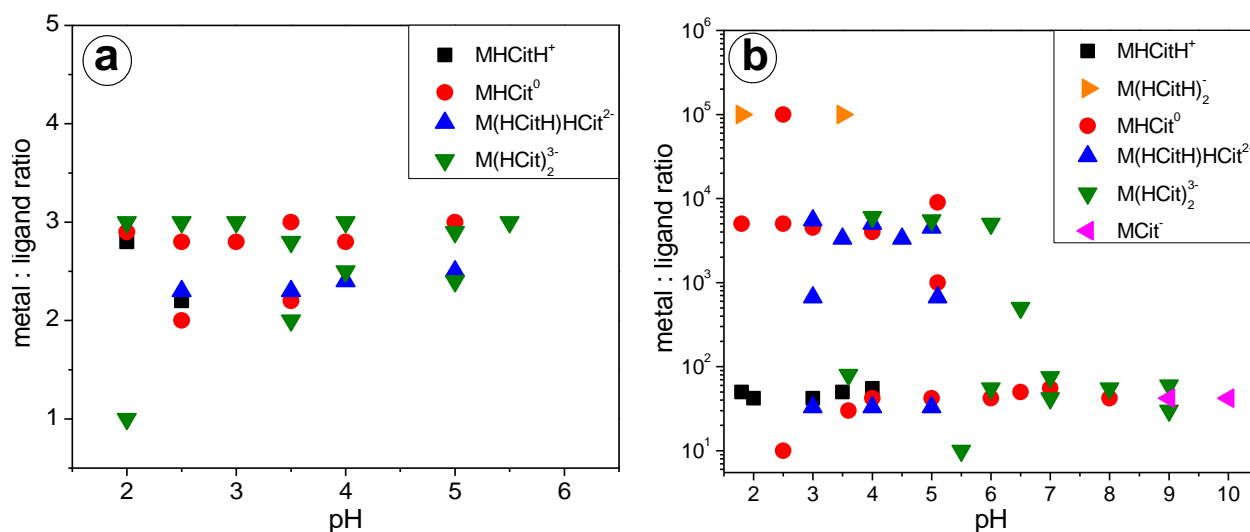 a
MHCitH⁺
MHCit⁰
M(HCitH)HCit²⁻
M(HCit)₂³⁻
5
4
3
2
1
metal : ligand ratio
2 3 4 5 6
pH
b
MHCitH⁺
M(HCitH)₂⁻
MHCit⁰
M(HCitH)HCit²⁻
M(HCit)₂³⁻
MCit⁻
10⁶
10⁵
10⁴
10³
10²
10¹
metal : ligand ratio
2 3 4 5 6 7 8 9 10
pH